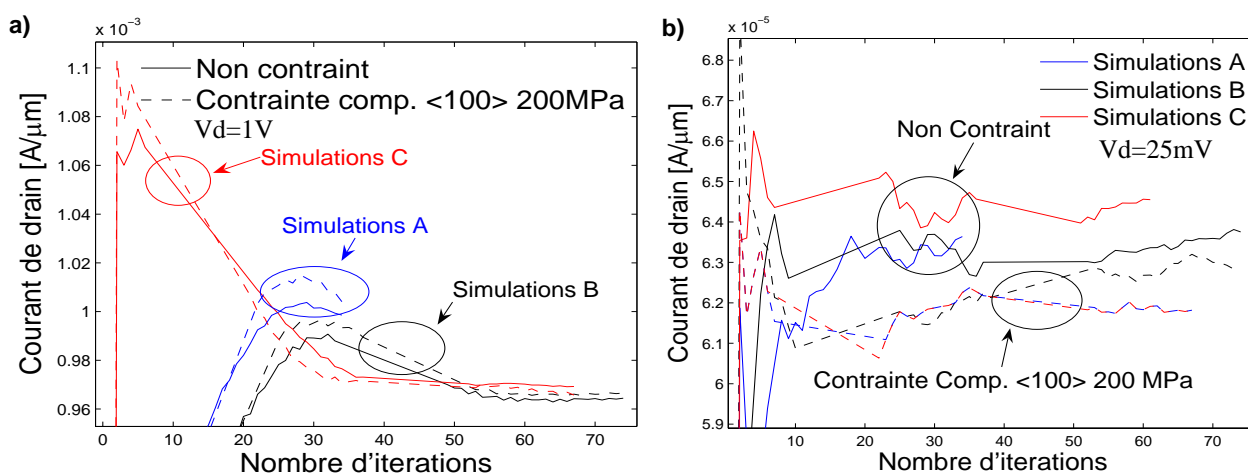 a)
x 10⁻³
Courant de drain [A/μm]
1.1
1.08
1.06
1.04
1.02
1
0.98
0.96
Non contraint
Contrainte comp. <100> 200MPa
Vd=1V
Simulations C
Simulations A
Simulations B
0 10 20 30 40 50 60 70
Nombre d'iterations
b)
x 10⁻⁵
Courant de drain [A/μm]
6.8
6.7
6.6
6.5
6.4
6.3
6.2
6.1
6
5.9
Simulations A
Simulations B
Simulations C
Vd=25mV
Non Contraint
Contrainte Comp. <100> 200 MPa
10 20 30 40 50 60 70
Nombre d'iterations